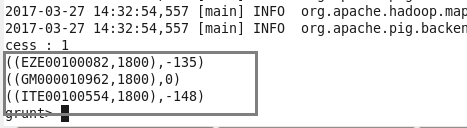 2017-03-27 14:32:54,557 [main] INFO  org.apache.hadoop.map
2017-03-27 14:32:54,557 [main] INFO  org.apache.pig.backen
cess : 1
((EZE00100082,1800),-135)
((GM000010962,1800),0)
((ITE00100554,1800),-148)
grunt>